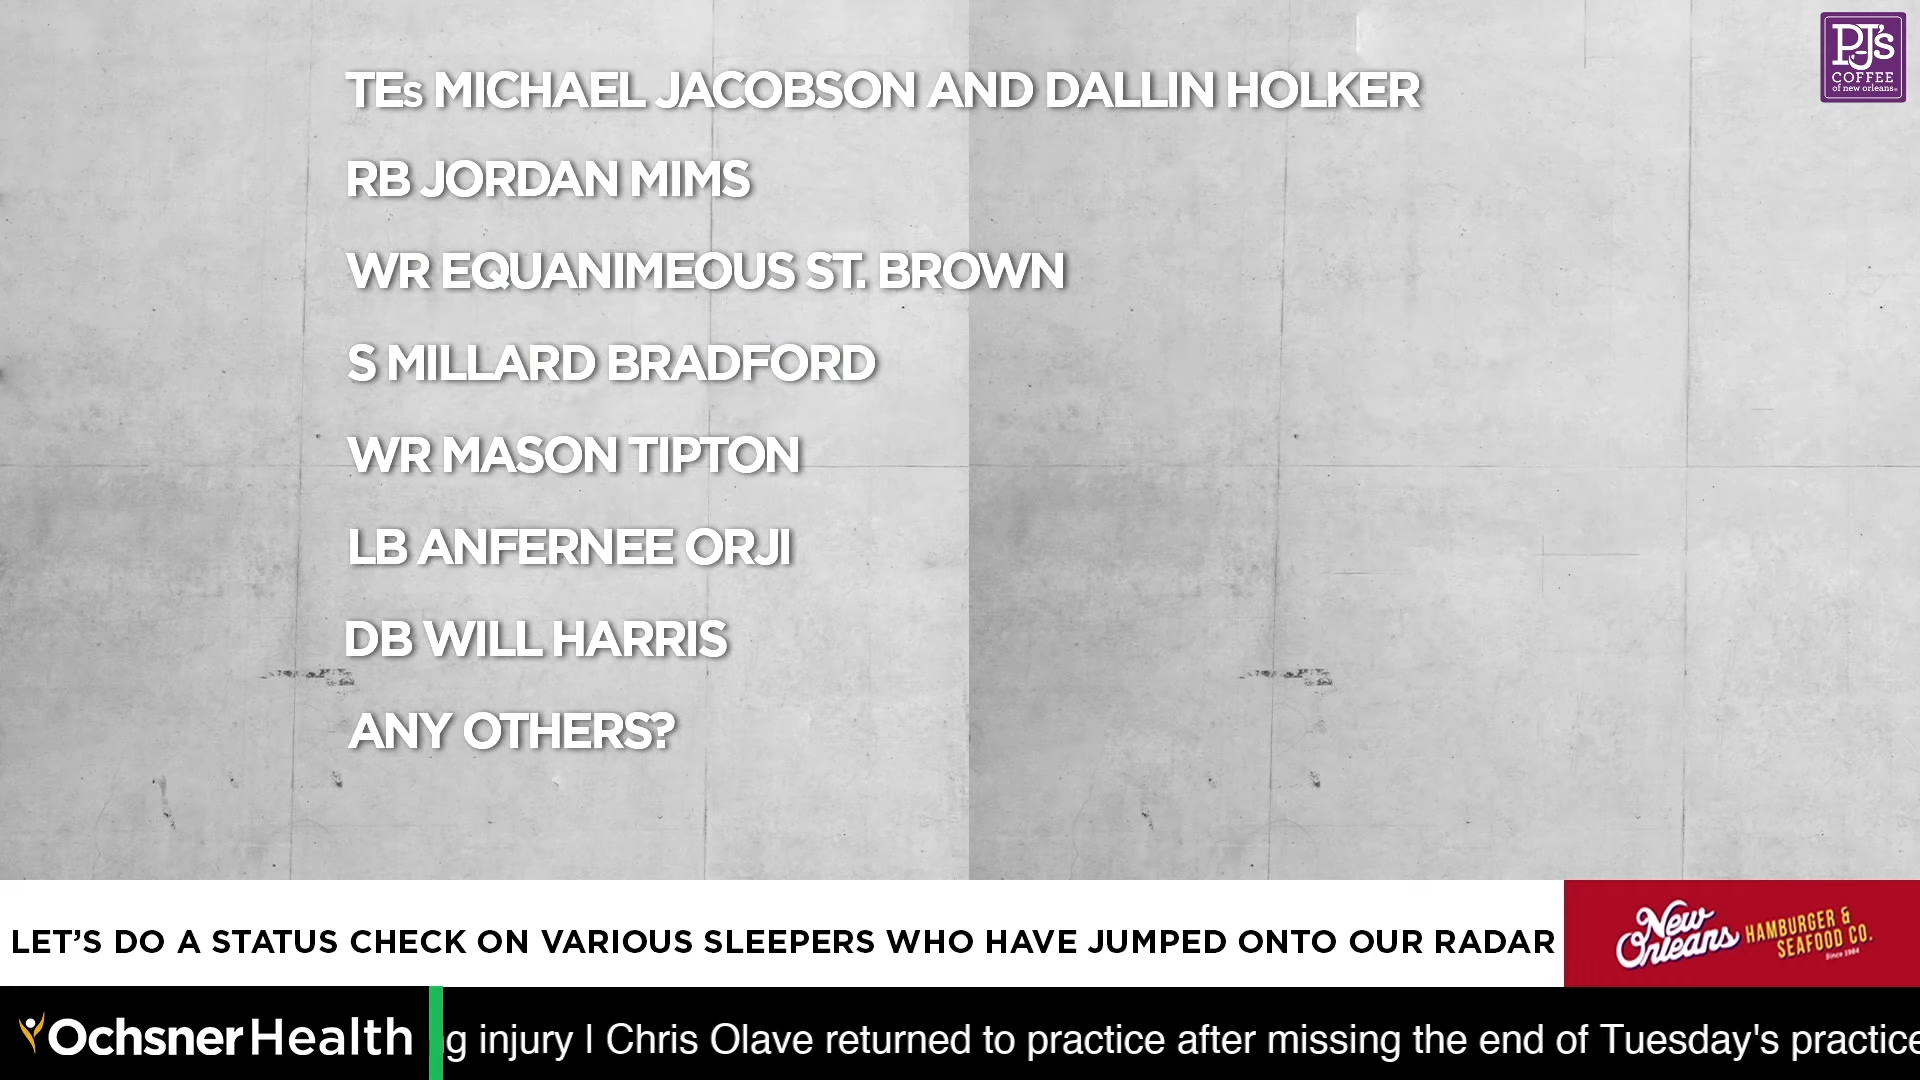 PJ's
COFFEE
of new orleans®
TEs MICHAEL JACOBSON AND DALLIN HOLKER
RB JORDAN MIMS
WR EQUANIMEOUS ST. BROWN
S MILLARD BRADFORD
WR MASON TIPTON
LB ANFERNEE ORJI
DB WILL HARRIS
ANY OTHERS?
LET'S DO A STATUS CHECK ON VARIOUS SLEEPERS WHO HAVE JUMPED ONTO OUR RADAR
New Orleans
HAMBURGER &
SEAFOOD CO.
Since 1984
Ochsner Health
g injury | Chris Olave returned to practice after missing the end of Tuesday's practice